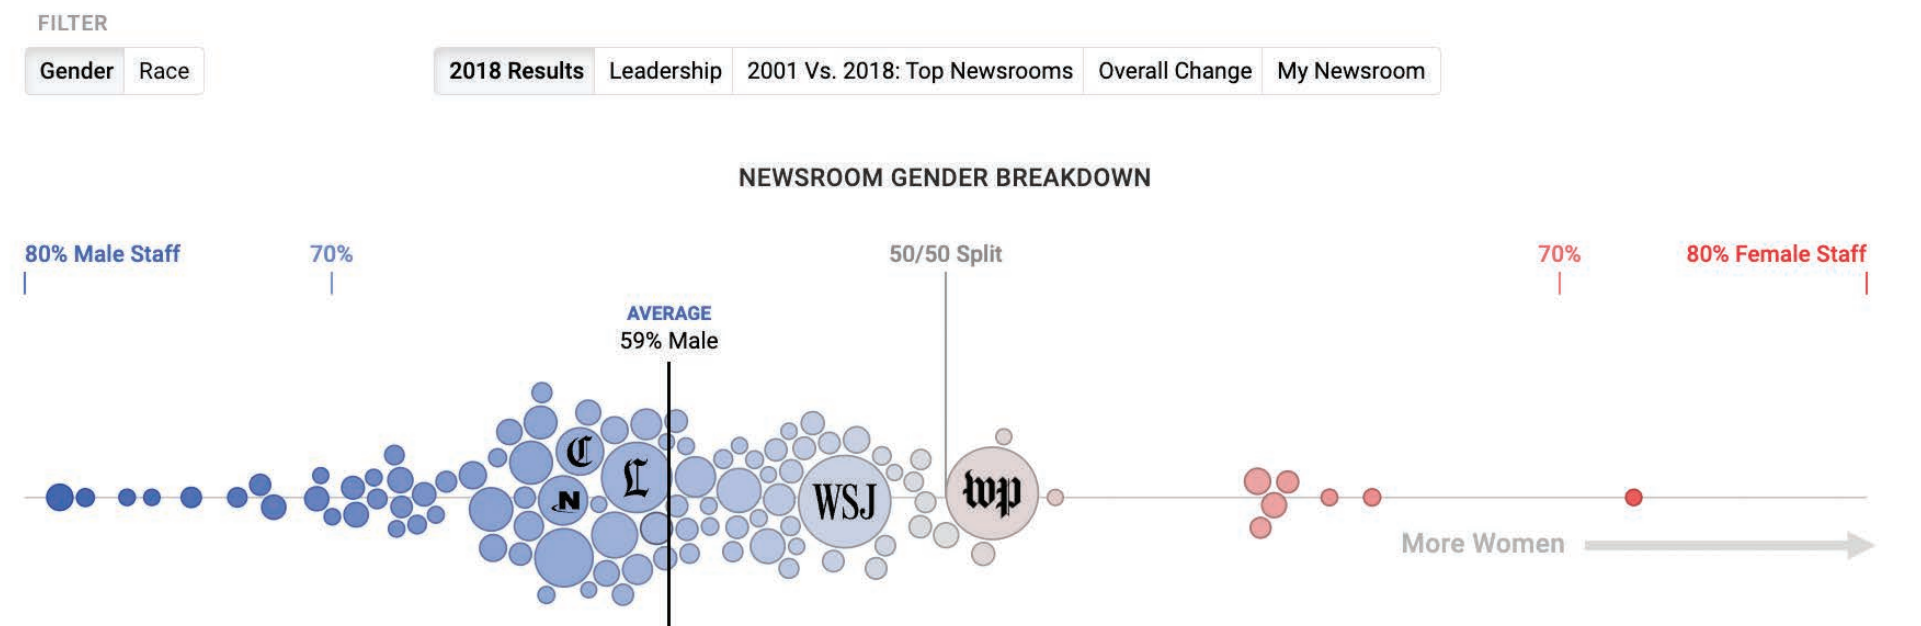 FILTER
Gender Race
2018 Results Leadership 2001 Vs. 2018: Top Newsrooms Overall Change My Newsroom
NEWSROOM GENDER BREAKDOWN
80% Male Staff 70% 50/50 Split 70% 80% Female Staff
AVERAGE
59% Male
C
L
N
WSJ
wp
More Women